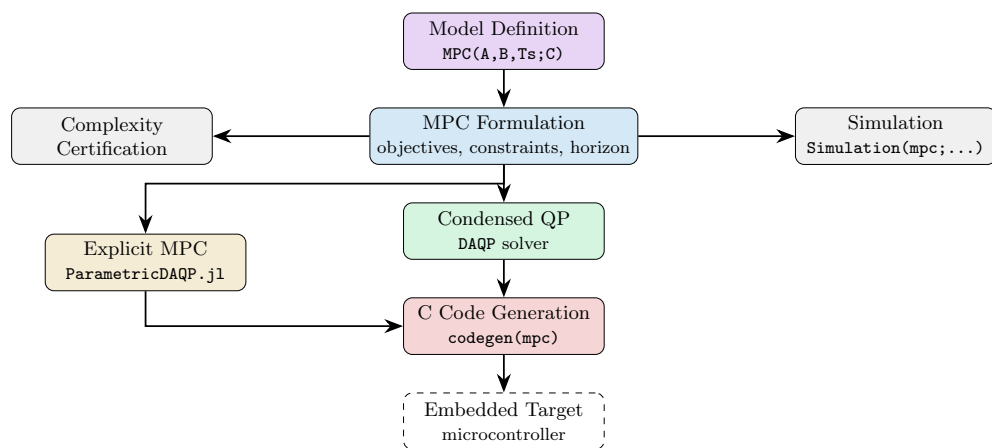 Model Definition
MPC(A,B,Ts;C)
Complexity
Certification
MPC Formulation
objectives, constraints, horizon
Simulation
Simulation(mpc;...)
Condensed QP
DAQP solver
Explicit MPC
ParametricDAQP.jl
C Code Generation
codegen(mpc)
Embedded Target
microcontroller